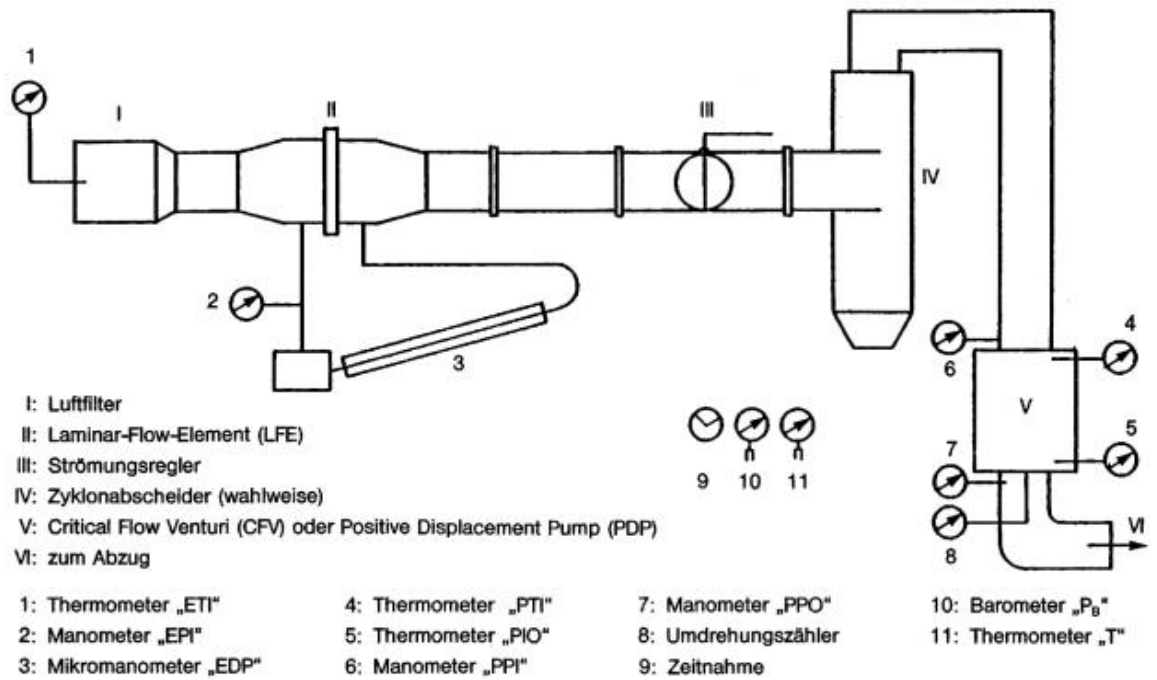 1
I
II
III
IV
2
3
6
4
V
5
7
8
VI
9
10
11
I: Luftfilter
II: Laminar-Flow-Element (LFE)
III: Strömungsregler
IV: Zyklonabscheider (wahlweise)
V: Critical Flow Venturi (CFV) oder Positive Displacement Pump (PDP)
VI: zum Abzug
1: Thermometer „ETI“
2: Manometer „EPI“
3: Mikromanometer „EDP“
4: Thermometer „PTI“
5: Thermometer „PIO“
6: Manometer „PPI“
7: Manometer „PPO“
8: Umdrehungszähler
9: Zeitnahme
10: Barometer „P_B“
11: Thermometer „T“